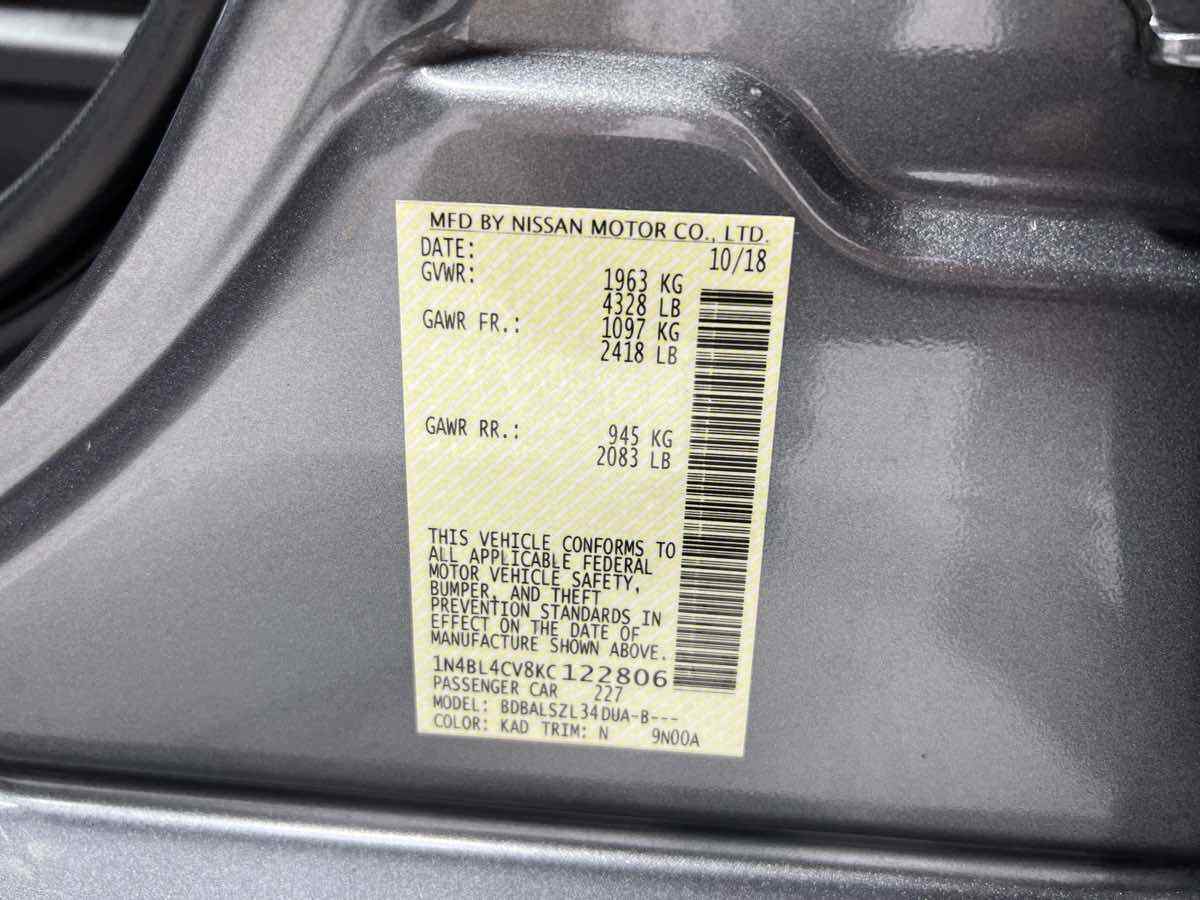 MFD BY NISSAN MOTOR CO., LTD.
DATE: 10/18
GVWR: 1963 KG
4328 LB
GAWR FR.: 1097 KG
2418 LB
GAWR RR.: 945 KG
2083 LB
THIS VEHICLE CONFORMS TO
ALL APPLICABLE FEDERAL
MOTOR VEHICLE SAFETY,
BUMPER, AND THEFT
PREVENTION STANDARDS IN
EFFECT ON THE DATE OF
MANUFACTURE SHOWN ABOVE.
1N4BL4CV8KC122806
PASSENGER CAR 227
MODEL: BDBALSZL34DUA-B---
COLOR: KAD TRIM: N 9N00A